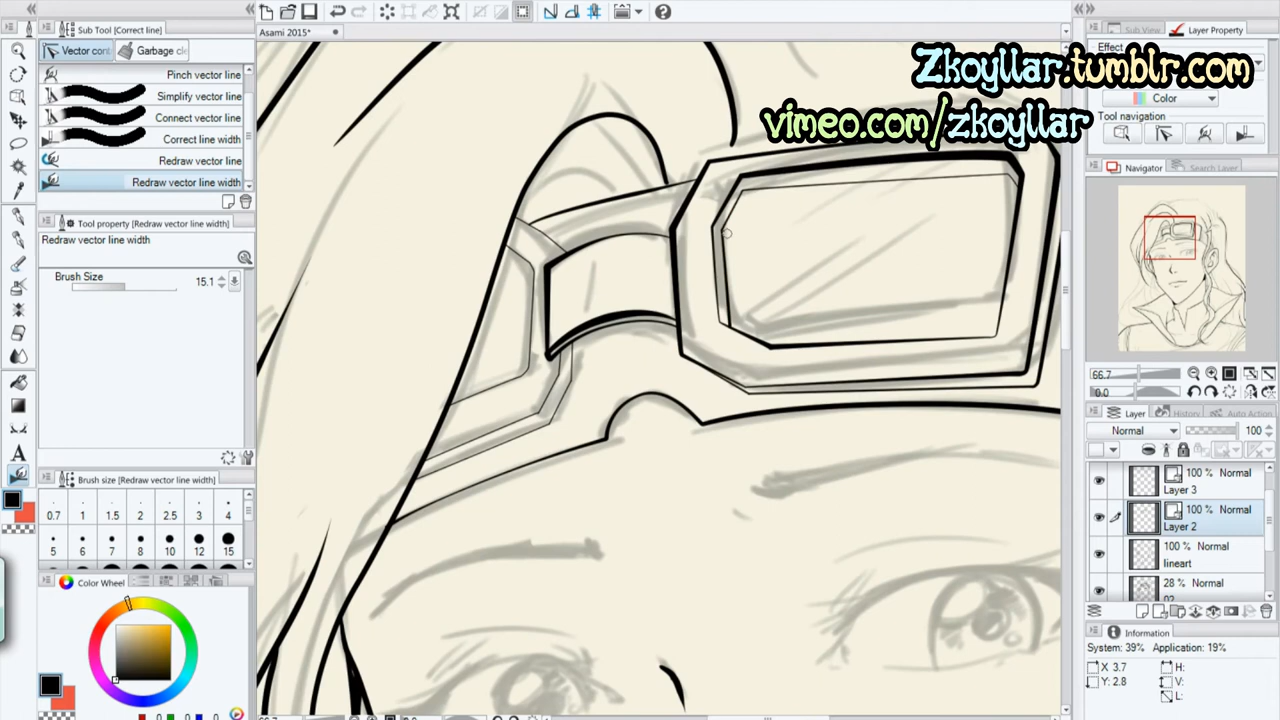 Sub Tool [Correct line]
Asami 2015*
Sub View
Layer Property
Vector cont
Garbage cle
Effect
Pinch vector line
Simplify vector line
Connect vector line
Correct line width
Redraw vector line
Redraw vector line width
Zkoyllar.tumblr.com
vimeo.com/zkoyllar
Color
Tool navigation
Navigator
Search Layer
Tool property [Redraw vector line width]
Redraw vector line width
Brush Size
15.1
66.7
0.0
Layer
History
Auto Action
Normal
100
100 % Normal
Layer 3
100 % Normal
Layer 2
100 % Normal
lineart
28 % Normal
02
Brush size [Redraw vector line width]
0.7 1 1.5 2 2.5 3 4
5 6 7 8 10 12 15
Color Wheel
Information
System: 39% Application: 19%
X 3.7 H:
Y: 2.8 V:
L:
66.7
0.0